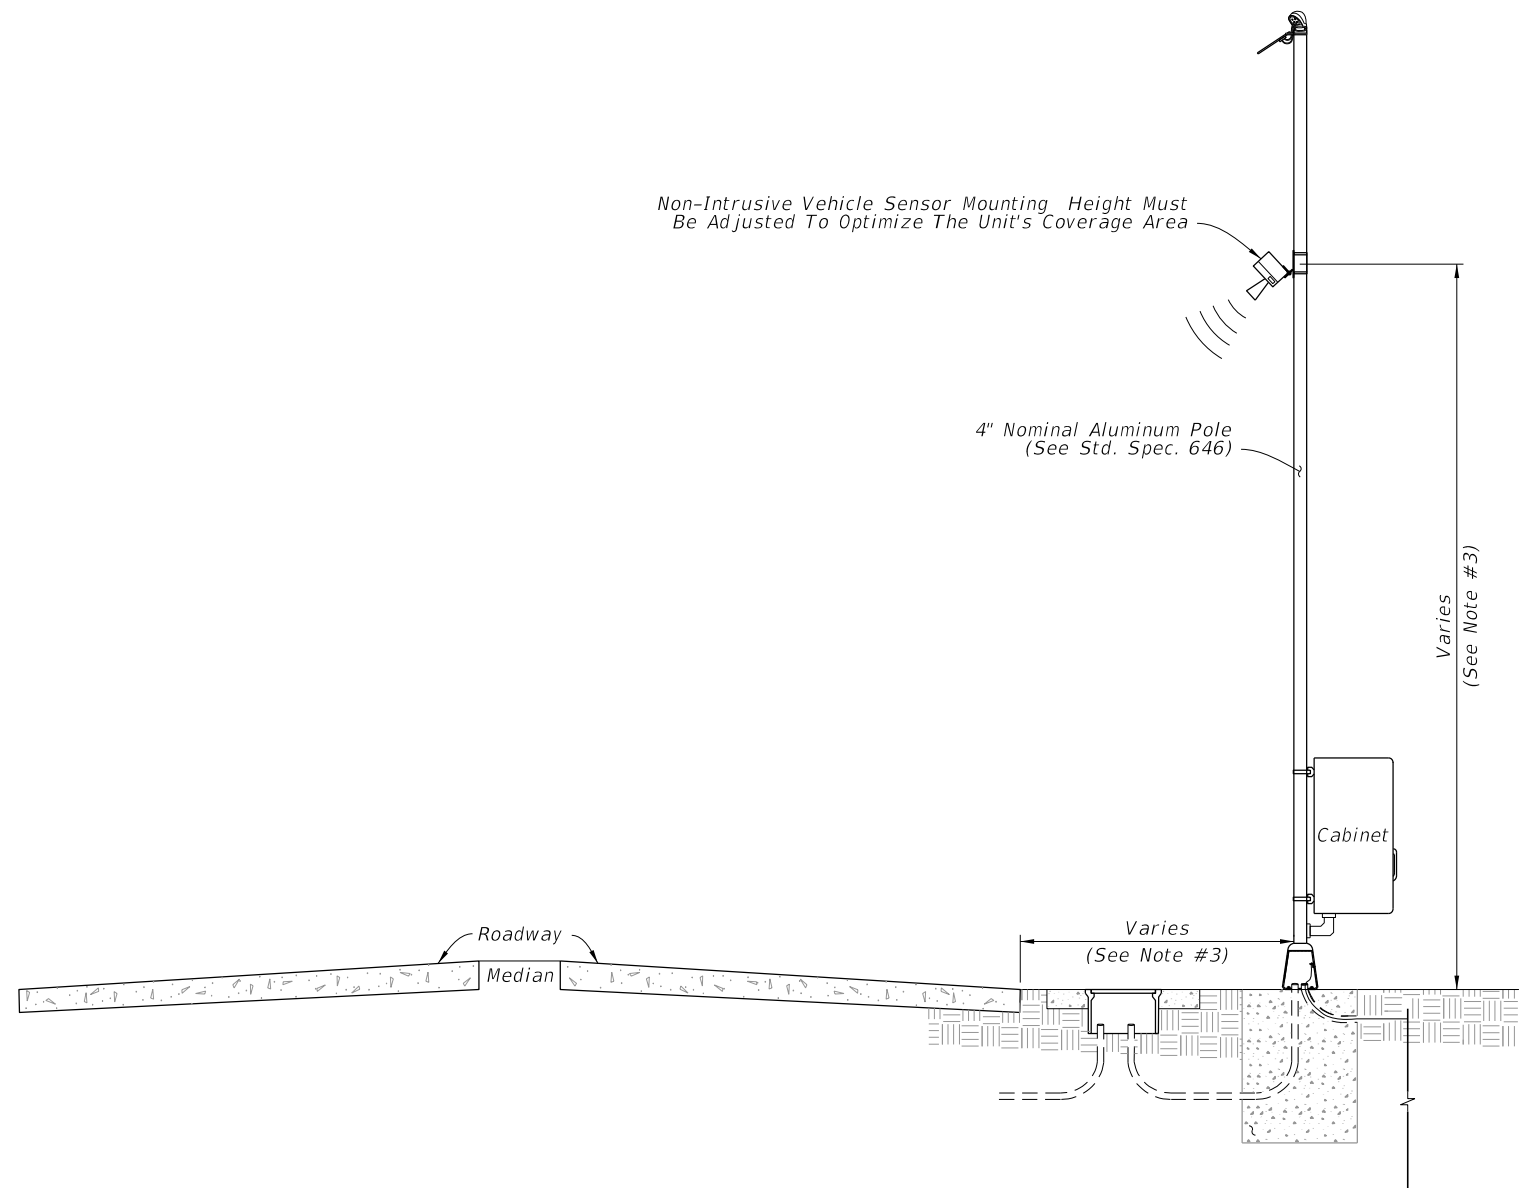 Non-Intrusive Vehicle Sensor Mounting Height Must
Be Adjusted To Optimize The Unit's Coverage Area
4" Nominal Aluminum Pole
(See Std. Spec. 646)
Varies
(See Note #3)
Cabinet
Varies
(See Note #3)
Roadway
Median